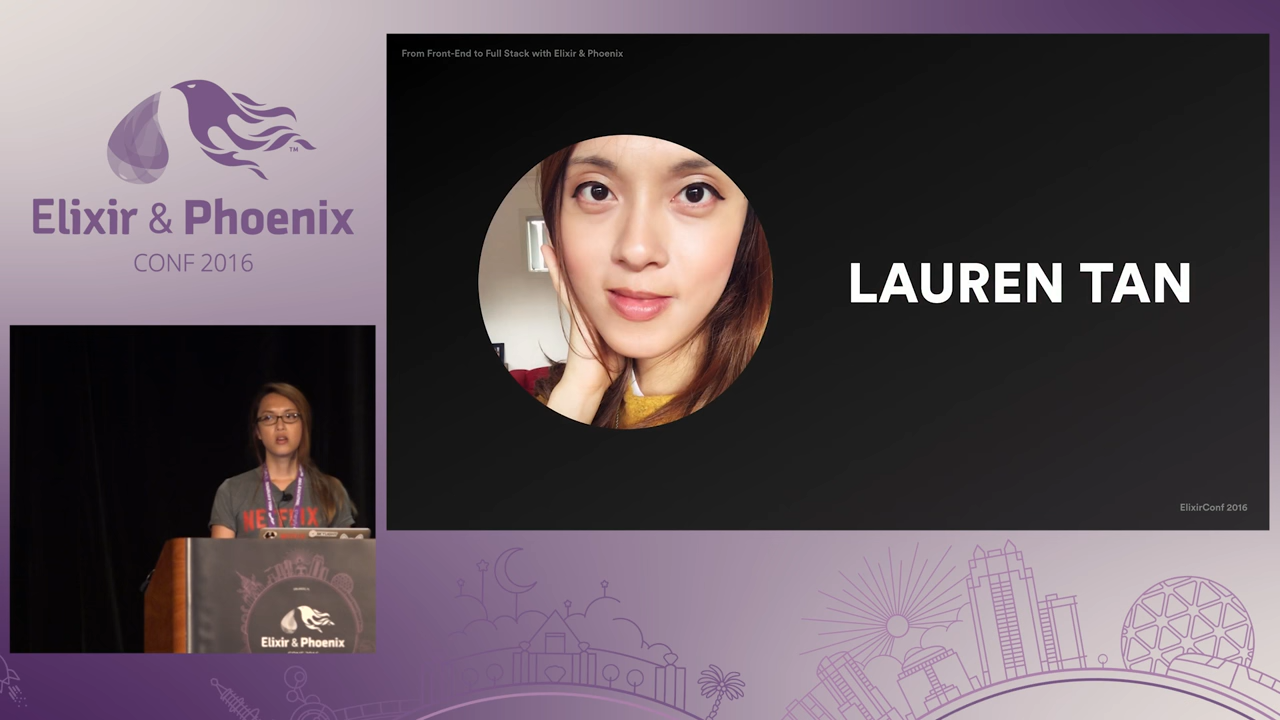 Elixir & Phoenix
TM
CONF 2016
From Front-End to Full Stack with Elixir & Phoenix
LAUREN TAN
ElixirConf 2016
NETFLIX
Elixir & Phoenix